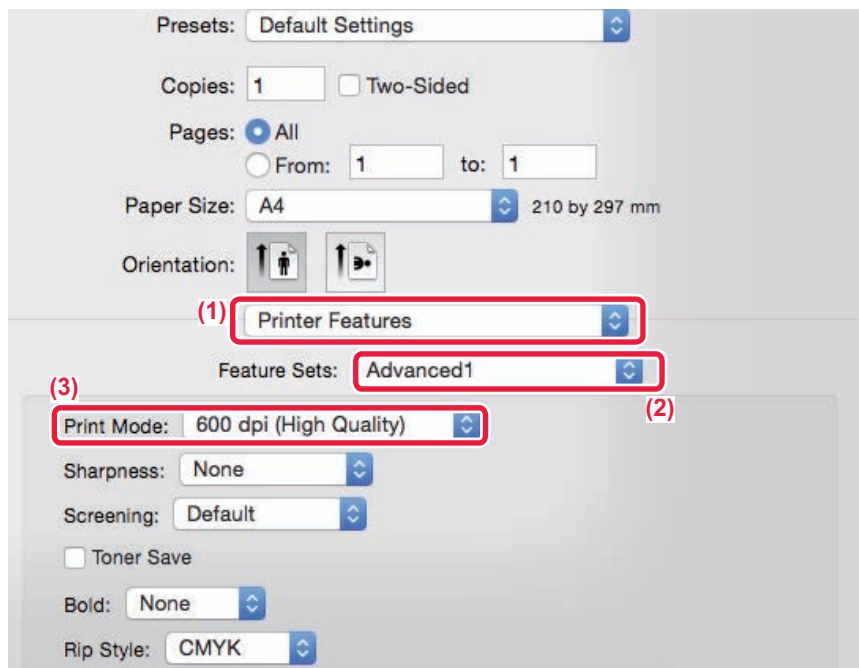 Presets: Default Settings
Copies: 1 Two-Sided
Pages: All
From: 1 to: 1
Paper Size: A4 210 by 297 mm
Orientation:
(1) Printer Features
Feature Sets: Advanced1
(3) (2)
Print Mode: 600 dpi (High Quality)
Sharpness: None
Screening: Default
Toner Save
Bold: None
Rip Style: CMYK